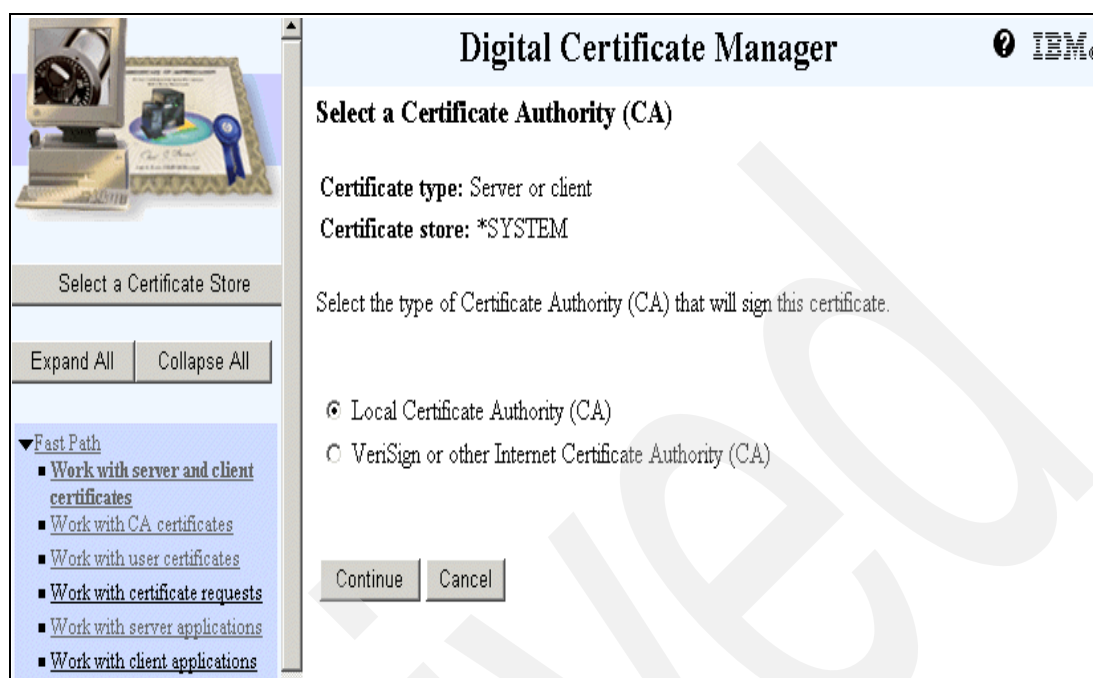 Digital Certificate Manager
IBM
Select a Certificate Authority (CA)
Certificate type: Server or client
Certificate store: *SYSTEM
Select the type of Certificate Authority (CA) that will sign this certificate.
Local Certificate Authority (CA)
VeriSign or other Internet Certificate Authority (CA)
Continue
Cancel
Select a Certificate Store
Expand All
Collapse All
Fast Path
Work with server and client
certificates
Work with CA certificates
Work with user certificates
Work with certificate requests
Work with server applications
Work with client applications